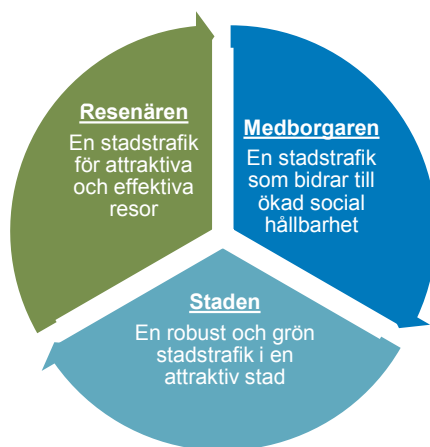 Resenären
En stadstrafik
för attraktiva
och effektiva
resor
Medborgaren
En stadstrafik
som bidrar till
ökad social
hållbarhet
Staden
En robust och grön
stadstrafik i en
attraktiv stad